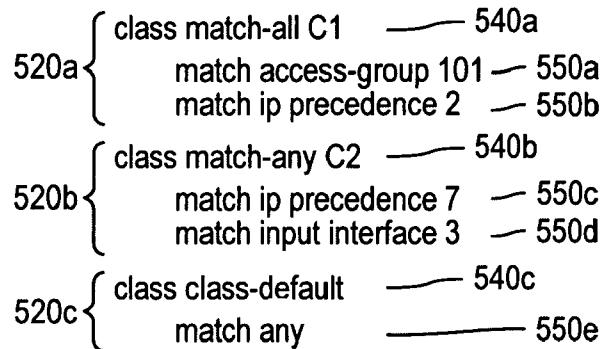 class match-all C1 540a
520a match access-group 101 550a
match ip precedence 2 550b
class match-any C2 540b
520b match ip precedence 7 550c
match input interface 3 550d
class class-default 540c
520c match any 550e